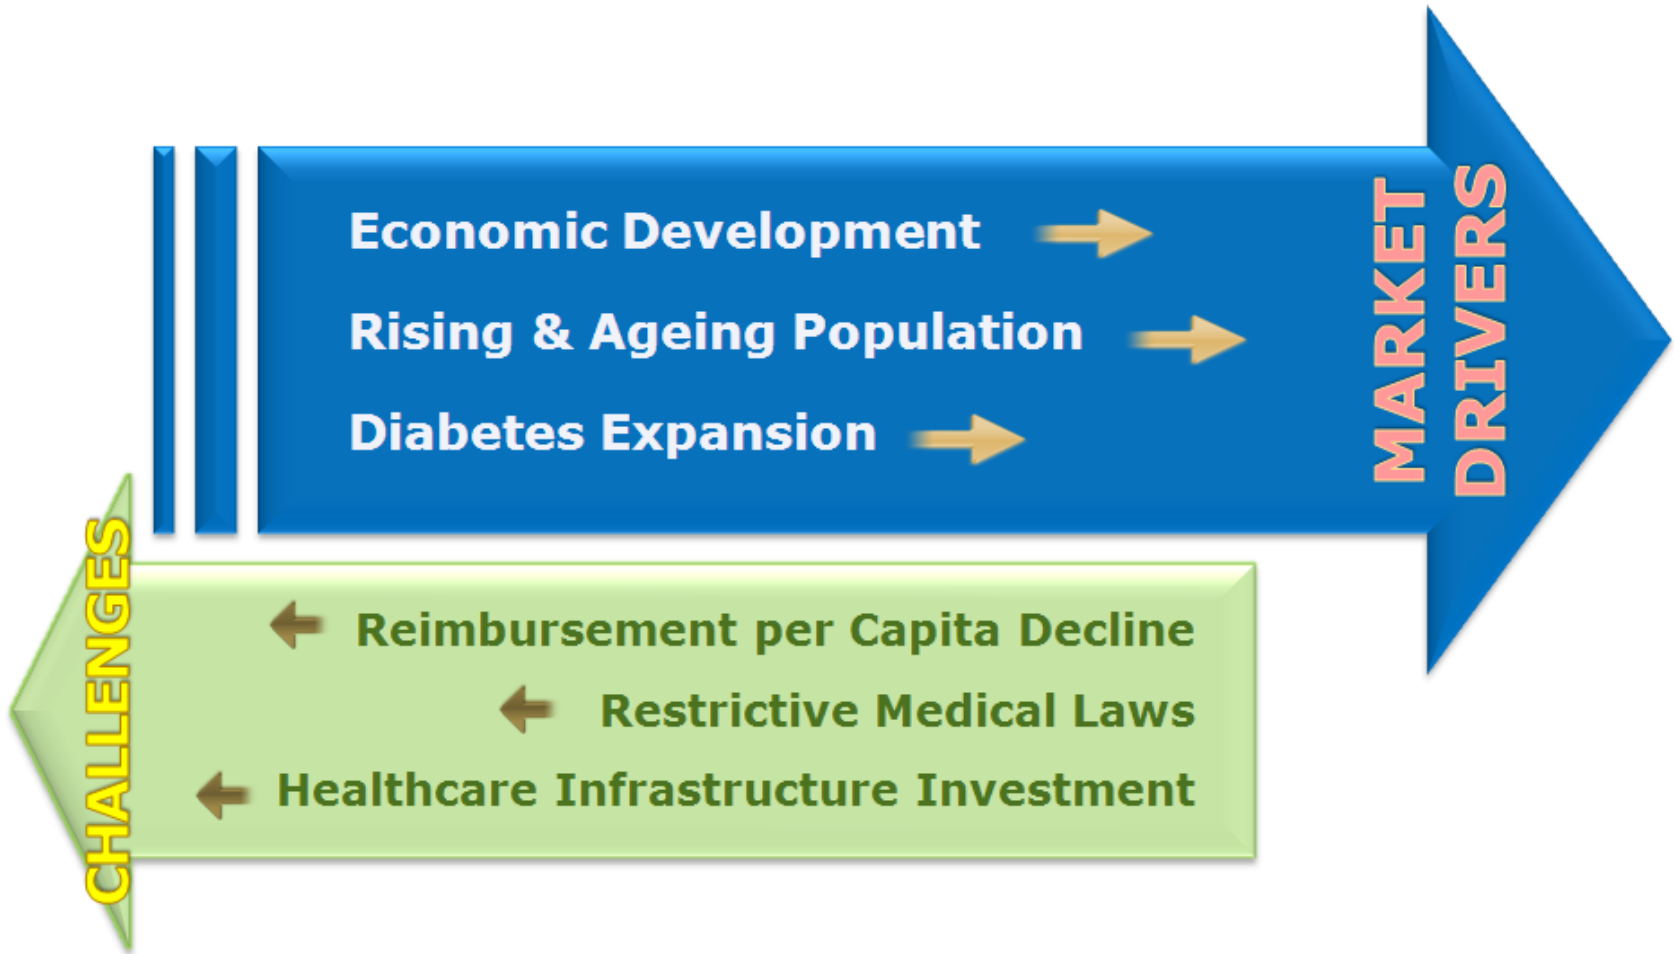 Economic Development
Rising & Ageing Population
Diabetes Expansion
MARKET
DRIVERS
CHALLENGES
Reimbursement per Capita Decline
Restrictive Medical Laws
Healthcare Infrastructure Investment